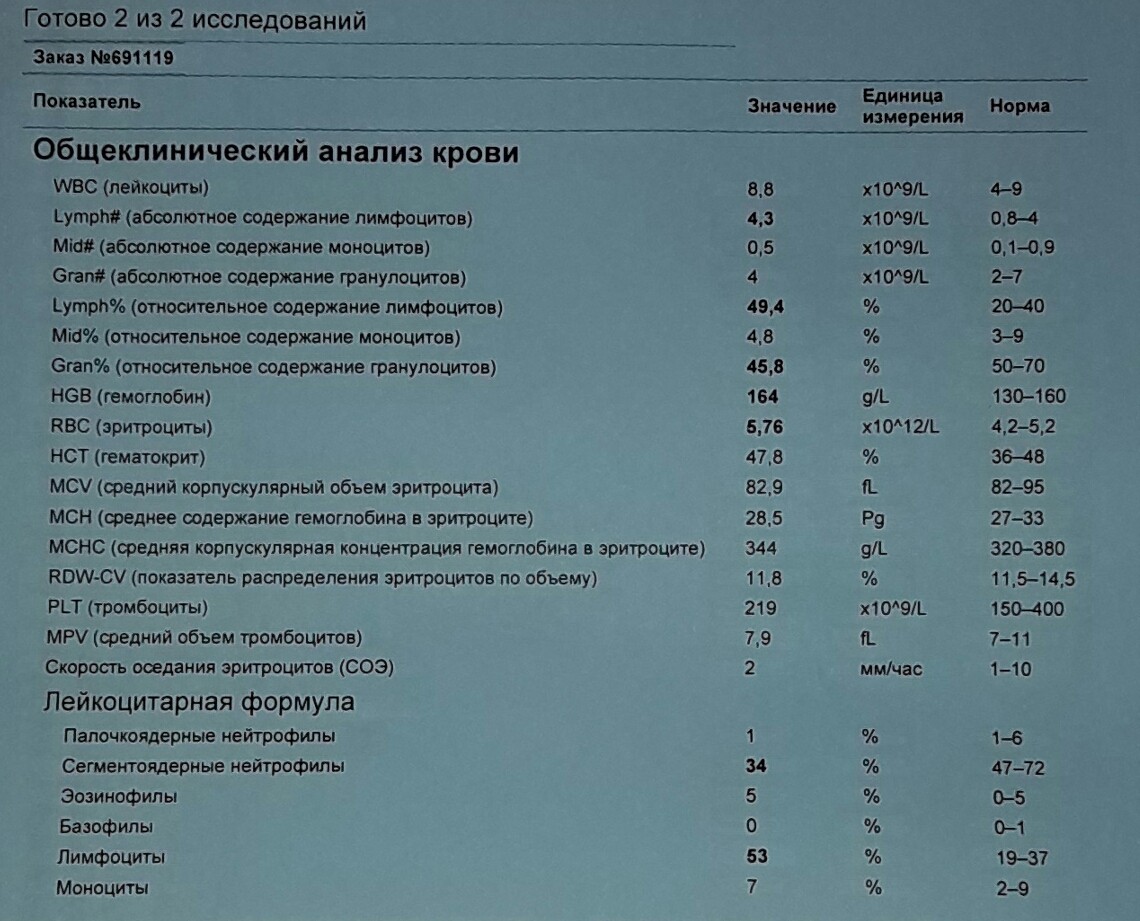 Готово 2 из 2 исследований
Заказ №691119
Показатель Значение Единица измерения Норма
Общеклинический анализ крови
WBC (лейкоциты) 8,8 x10^9/L 4–9
Lymph# (абсолютное содержание лимфоцитов) 4,3 x10^9/L 0,8–4
Mid# (абсолютное содержание моноцитов) 0,5 x10^9/L 0,1–0,9
Gran# (абсолютное содержание гранулоцитов) 4 x10^9/L 2–7
Lymph% (относительное содержание лимфоцитов) 49,4 % 20–40
Mid% (относительное содержание моноцитов) 4,8 % 3–9
Gran% (относительное содержание гранулоцитов) 45,8 % 50–70
HGB (гемоглобин) 164 g/L 130–160
RBC (эритроциты) 5,76 x10^12/L 4,2–5,2
HCT (гематокрит) 47,8 % 36–48
MCV (средний корпускулярный объем эритроцита) 82,9 fL 82–95
MCH (среднее содержание гемоглобина в эритроците) 28,5 Pg 27–33
MCHC (средняя корпускулярная концентрация гемоглобина в эритроците) 344 g/L 320–380
RDW-CV (показатель распределения эритроцитов по объему) 11,8 % 11,5–14,5
PLT (тромбоциты) 219 x10^9/L 150–400
MPV (средний объем тромбоцитов) 7,9 fL 7–11
Скорость оседания эритроцитов (СОЭ) 2 мм/час 1–10
Лейкоцитарная формула
Палочкоядерные нейтрофилы 1 % 1–6
Сегментоядерные нейтрофилы 34 % 47–72
Эозинофилы 5 % 0–5
Базофилы 0 % 0–1
Лимфоциты 53 % 19–37
Моноциты 7 % 2–9